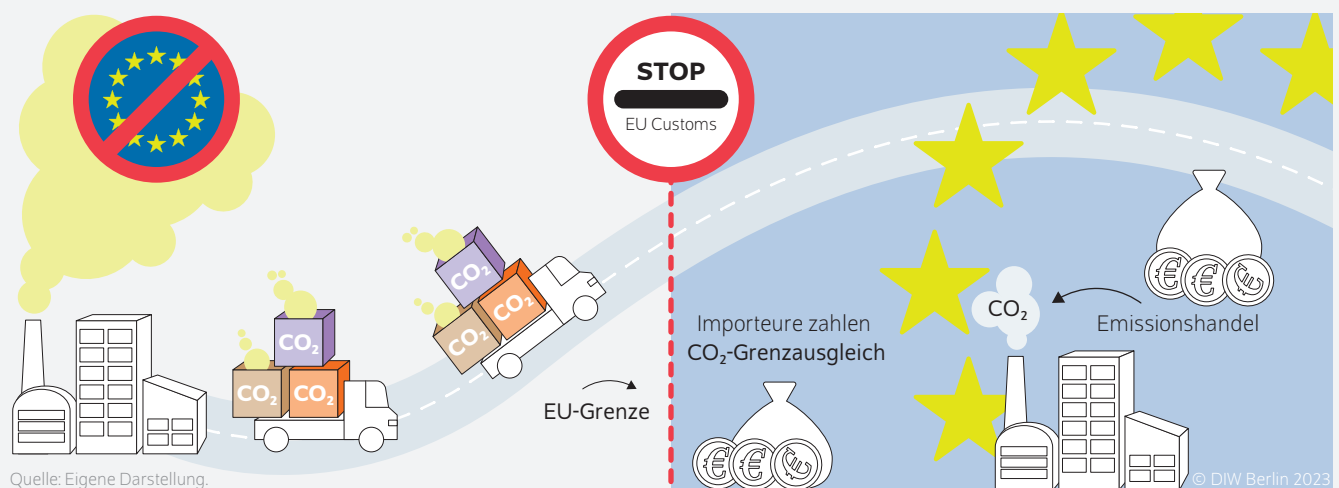 STOP
EU Customs
CO₂
CO₂
CO₂
CO₂
CO₂
CO₂
EU-Grenze
Importeure zahlen
CO₂-Grenzausgleich
CO₂
Emissionshandel
€ € €
€ € €
Quelle: Eigene Darstellung.
© DIW Berlin 2023